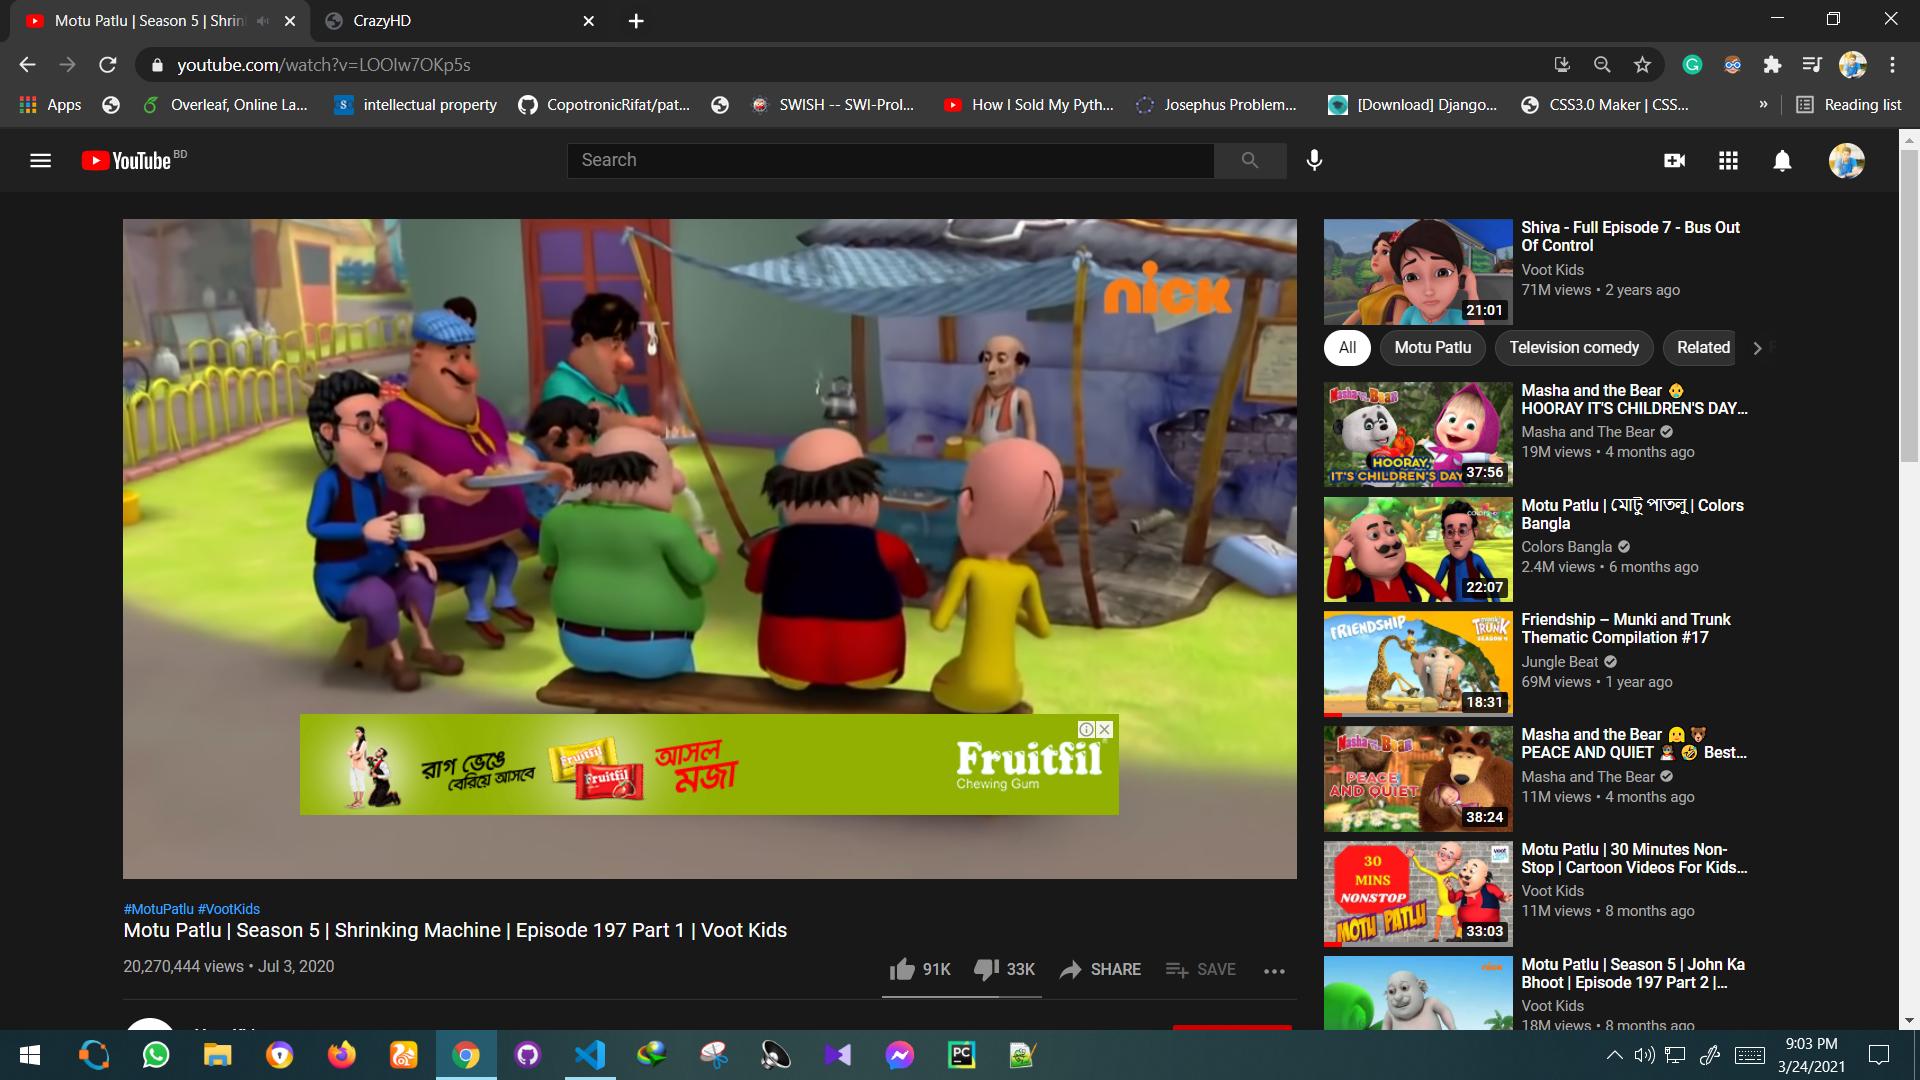 Motu Patlu | Season 5 | Shrin
CrazyHD
youtube.com/watch?v=LOOIw7OKp5s
Apps
Overleaf, Online La...
S
intellectual property
CopotronicRifat/pat...
SWISH -- SWI-Prol...
How I Sold My Pyth...
Josephus Problem...
[Download] Django...
CSS3.0 Maker | CSS...
»
Reading list
YouTube BD
Search
nick
রাগ ভেঙে
বেরিয়ে আসবে
Fruitfil
Fruitfil
আসল
মজা
Fruitfil
Chewing Gum
#MotuPatlu #VootKids
Motu Patlu | Season 5 | Shrinking Machine | Episode 197 Part 1 | Voot Kids
20,270,444 views • Jul 3, 2020
91K
33K
SHARE
SAVE
Shiva - Full Episode 7 - Bus Out
Of Control
Voot Kids
71M views • 2 years ago
21:01
All
Motu Patlu
Television comedy
Related
Masha and the Bear 👶
HOORAY IT'S CHILDREN'S DAY...
Masha and The Bear
19M views • 4 months ago
HOORAY,
IT'S CHILDREN'S DAY
37:56
Motu Patlu | মোটু পাতলু | Colors
Bangla
Colors Bangla
2.4M views • 6 months ago
22:07
Friendship – Munki and Trunk
Thematic Compilation #17
Jungle Beat
69M views • 1 year ago
FRIENDSHIP
TRUNK
18:31
Masha and the Bear 👱‍♀️🐻
PEACE AND QUIET 👩‍🎓 🤣 Best...
Masha and The Bear
11M views • 4 months ago
PEACE
AND QUIET
38:24
Motu Patlu | 30 Minutes Non-
Stop | Cartoon Videos For Kids...
Voot Kids
11M views • 8 months ago
30
MINS
NONSTOP
MOTU PATLU
33:03
Motu Patlu | Season 5 | John Ka
Bhoot | Episode 197 Part 2 |...
Voot Kids
18M views • 8 months ago
nick
PC
9:03 PM
3/24/2021